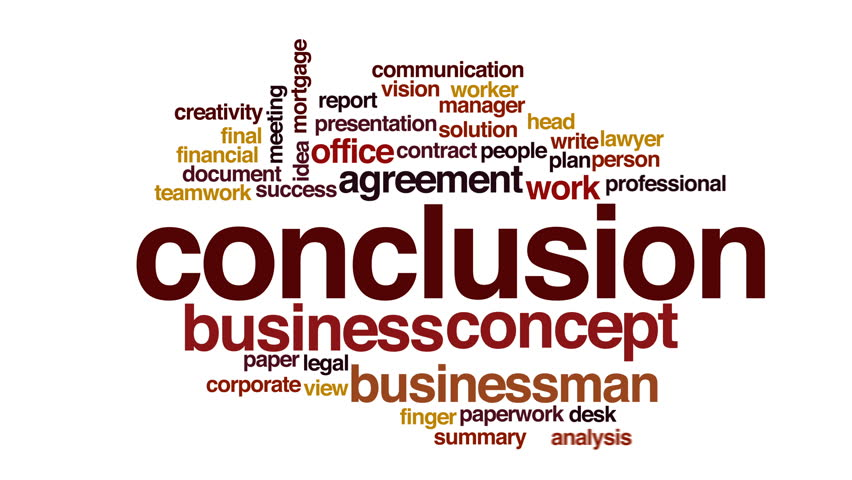 communication
vision worker
manager
creativity
meeting
mortgage
report
presentation
solution
head
final
financial
idea
office
contract
people
write
lawyer
plan
person
document
teamwork
success
agreement
work
professional
conclusion
business
concept
paper
legal
corporate
view
businessman
finger
paperwork
desk
summary
analysis